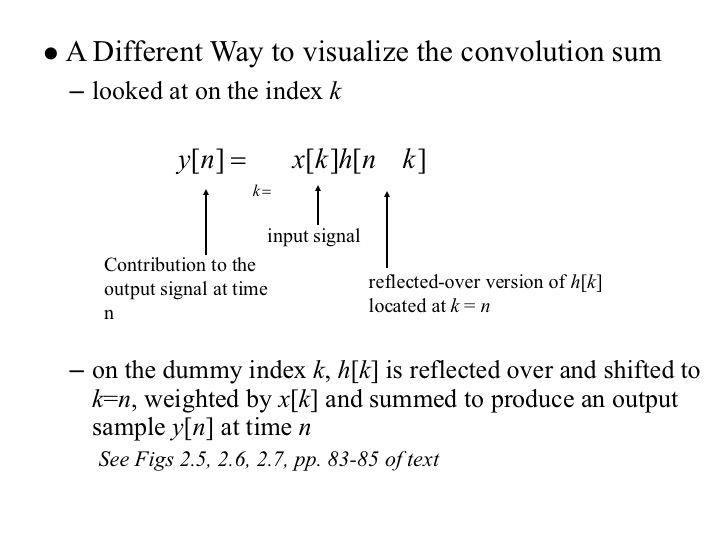 ● A Different Way to visualize the convolution sum
– looked at on the index k
y[n] = x[k]h[n k]
k=
input signal
Contribution to the
output signal at time
n
reflected-over version of h[k]
located at k = n
– on the dummy index k, h[k] is reflected over and shifted to
k=n, weighted by x[k] and summed to produce an output
sample y[n] at time n
See Figs 2.5, 2.6, 2.7, pp. 83-85 of text